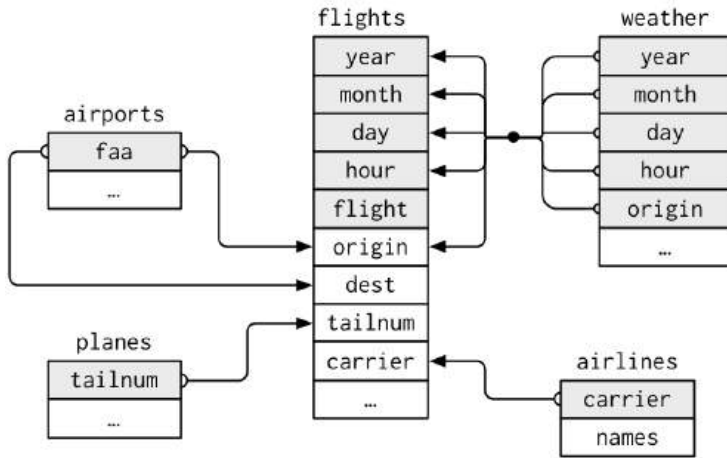 flights
year
month
day
hour
flight
origin
dest
tailnum
carrier
…
weather
year
month
day
hour
origin
…
airports
faa
…
planes
tailnum
…
airlines
carrier
names